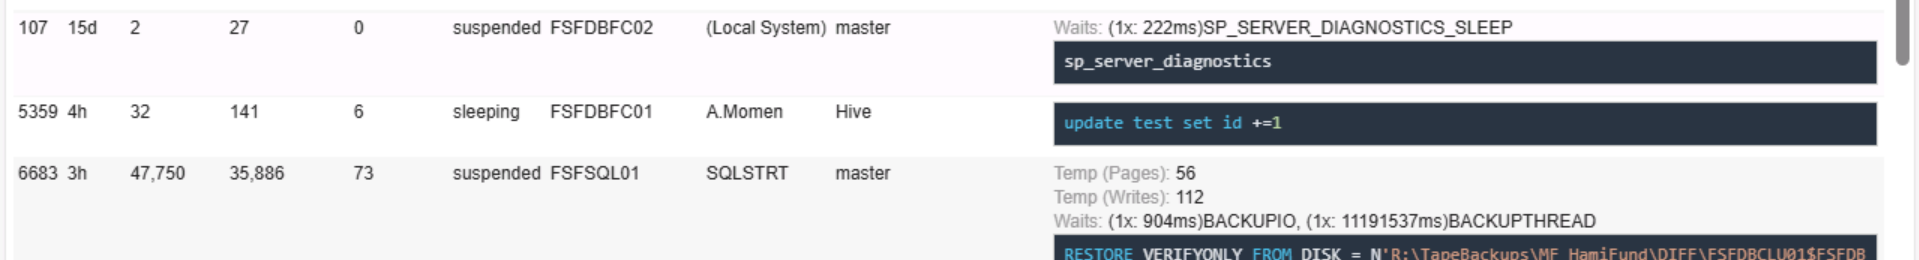 107 15d 2 27 0 suspended FSFDBFC02 (Local System) master Waits: (1x: 222ms)SP_SERVER_DIAGNOSTICS_SLEEP
sp_server_diagnostics
5359 4h 32 141 6 sleeping FSFDBFC01 A.Momen Hive
update test set id +=1
6683 3h 47,750 35,886 73 suspended FSFSQL01 SQLSTRT master Temp (Pages): 56
Temp (Writes): 112
Waits: (1x: 904ms)BACKUPIO, (1x: 11191537ms)BACKUPTHREAD
RESTORE VERIFYONLY FROM DISK = N'R:\TapeBackups\MF_HamiFund\DIFF\FSFDBCLU01$FSFDB